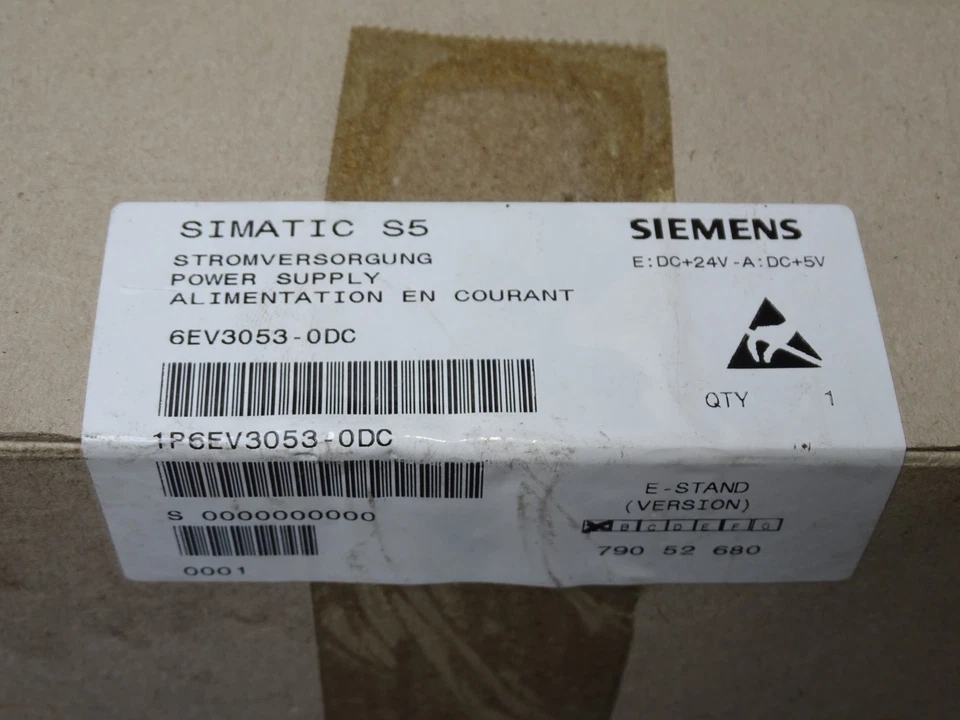 SIMATIC S5
SIEMENS
STROMVERSORGUNG
POWER SUPPLY
ALIMENTATION EN COURANT
E:DC+24V-A:DC+5V
6EV3053-0DC
QTY 1
1P6EV3053-0DC
E-STAND
(VERSION)
S 0000000000
B C D E F G
790 52 680
0001